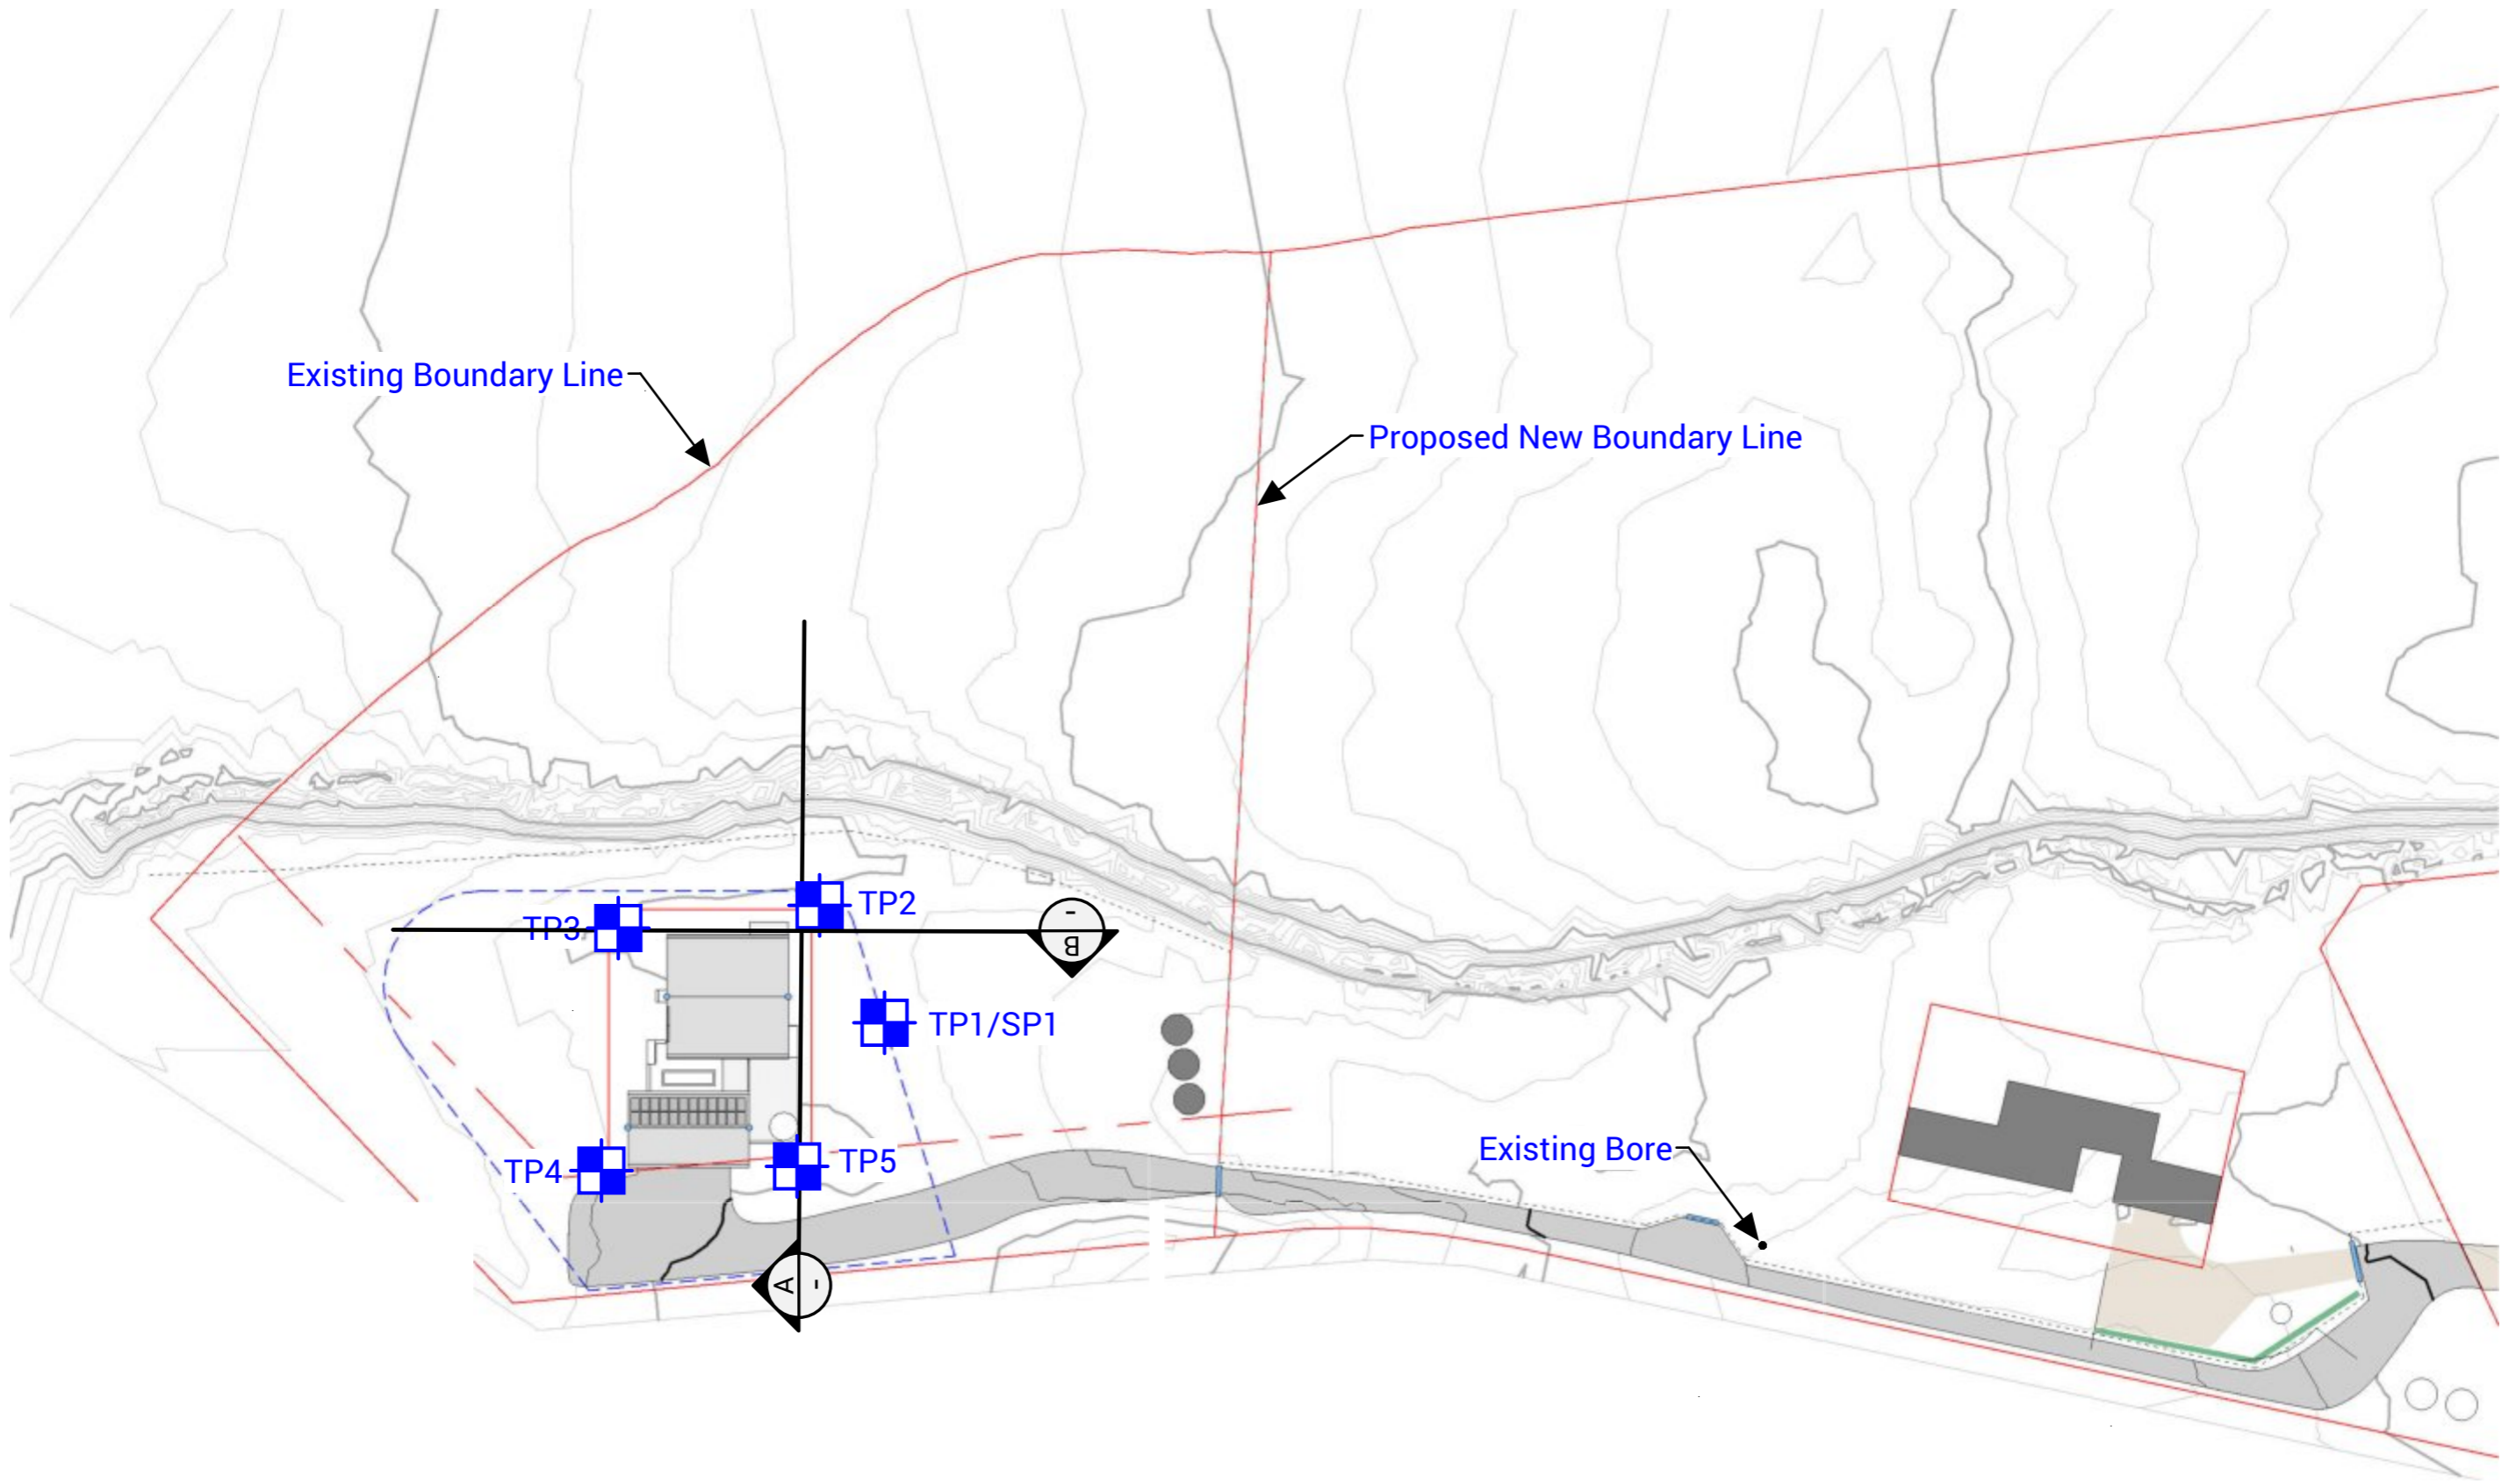 Existing Boundary Line
Proposed New Boundary Line
TP2
TP3
-
B
TP1/SP1
Existing Bore
TP4
TP5
A
-